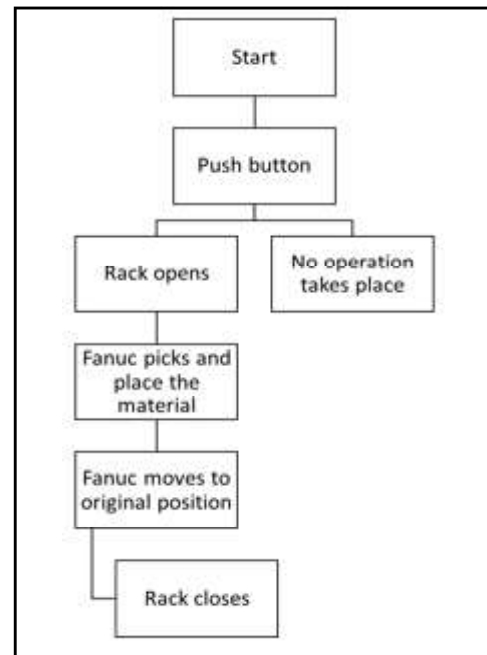 Start
Push button
Rack opens
No operation
takes place
Fanuc picks and
place the
material
Fanuc moves to
original position
Rack closes